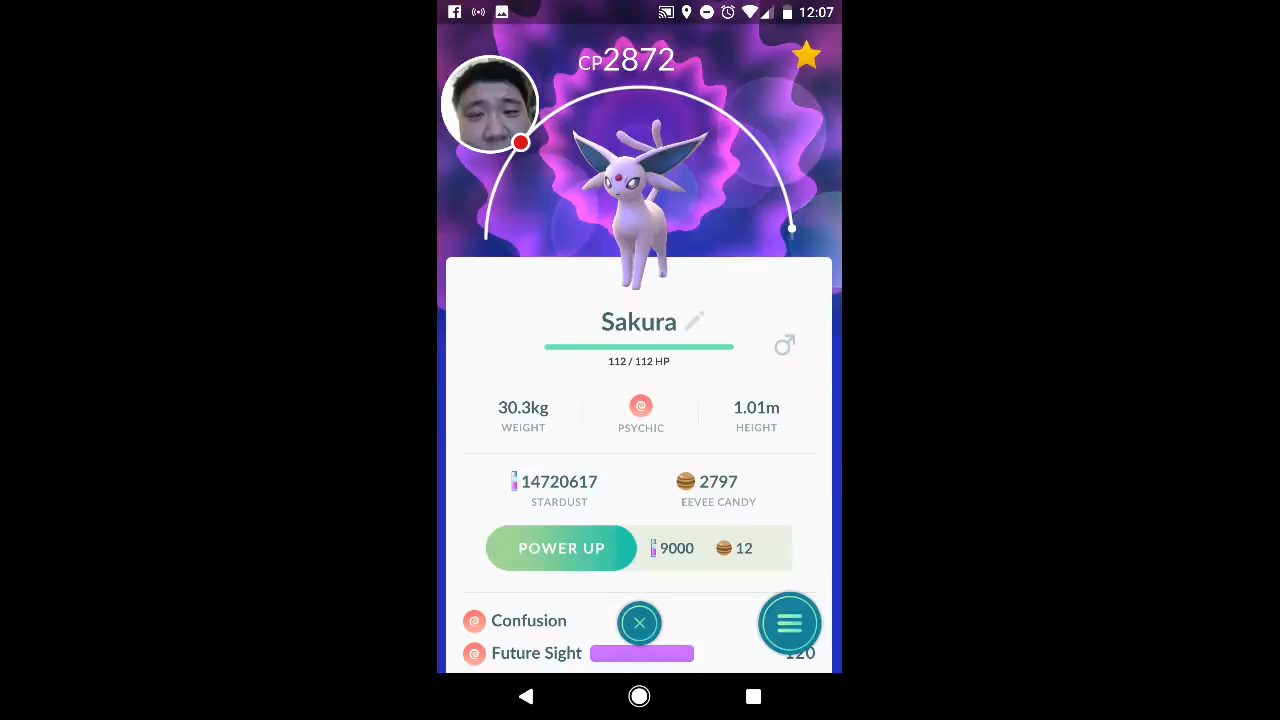 12:07
CP2872
Sakura
112 / 112 HP
30.3kg 1.01m
WEIGHT PSYCHIC HEIGHT
14720617 2797
STARDUST EEVEE CANDY
POWER UP 9000 12
Confusion
Future Sight 120